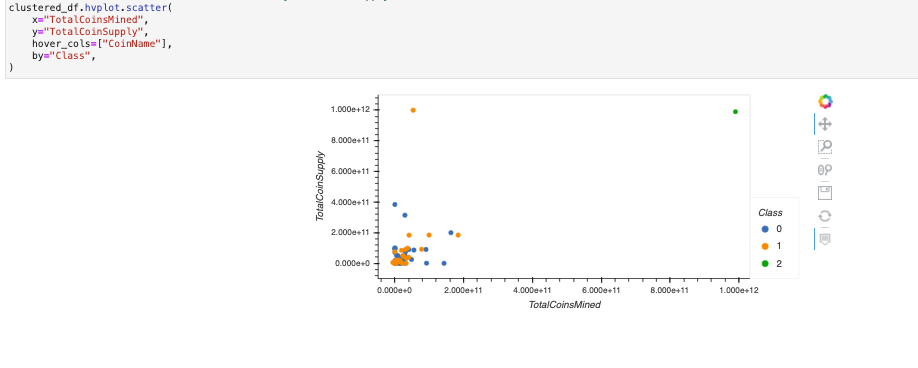 clustered_df.hvplot.scatter(
x="TotalCoinsMined",
y="TotalCoinSupply",
hover_cols=["CoinName"],
by="Class",
)
1.000e+12
8.000e+11
6.000e+11
4.000e+11
2.000e+11
0.000e+0
TotalCoinSupply
0.000e+0 2.000e+11 4.000e+11 6.000e+11 8.000e+11 1.000e+12
TotalCoinsMined
Class
0
1
2